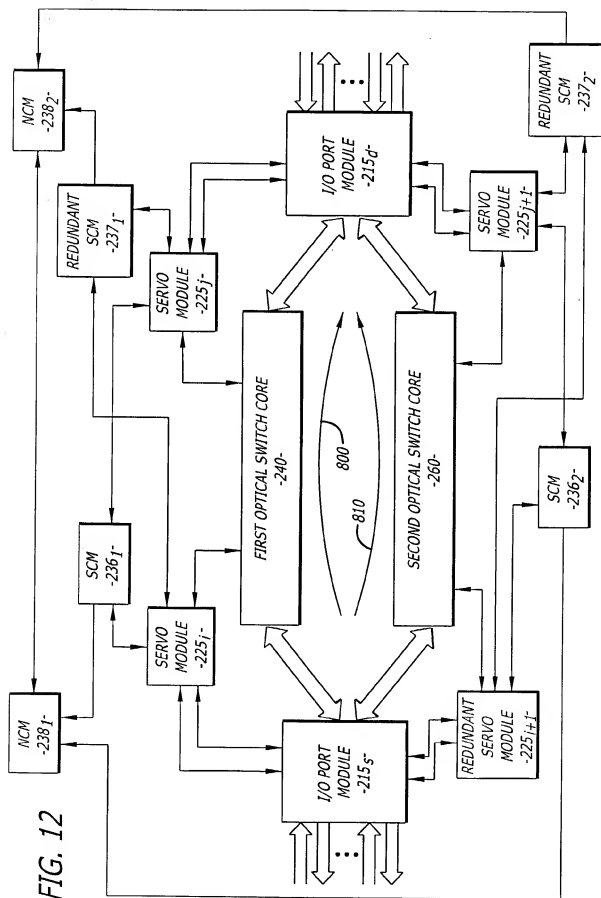 FIG. 12
NCM
-238₁-
NCM
-238₂-
SCM
-236₁-
REDUNDANT
SCM
-237₁-
SERVO
MODULE
-225i-
SERVO
MODULE
-225j-
I/O PORT
MODULE
-215s-
FIRST OPTICAL SWITCH CORE
-240-
I/O PORT
MODULE
-215d-
800
810
SECOND OPTICAL SWITCH CORE
-260-
REDUNDANT
SERVO
MODULE
-225i+1-
SERVO
MODULE
-225j+1-
SCM
-236₂-
REDUNDANT
SCM
-237₂-